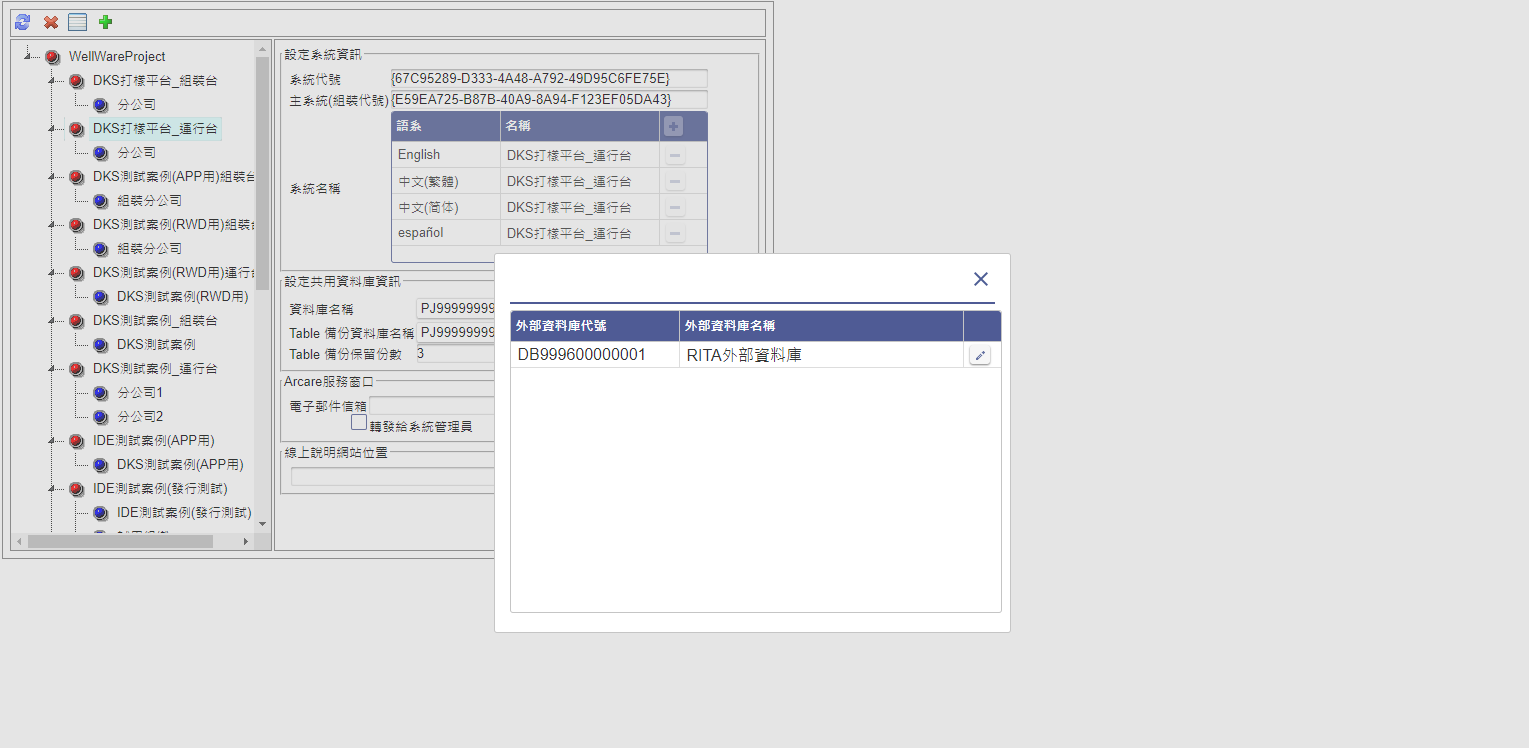 WellWareProject
DKS打樣平台_組裝台
分公司
DKS打樣平台_運行台
分公司
DKS測試案例(APP用)組裝台
組裝分公司
DKS測試案例(RWD用)組裝台
組裝分公司
DKS測試案例(RWD用)運行台
DKS測試案例(RWD用)
DKS測試案例_組裝台
DKS測試案例
DKS測試案例_運行台
分公司1
分公司2
IDE測試案例(APP用)
DKS測試案例(APP用)
IDE測試案例(發行測試)
IDE測試案例(發行測試)
設定系統資訊
系統代號 {67C95289-D333-4A48-A792-49D95C6FE75E}
主系統(組裝代號) {E59EA725-B87B-40A9-8A94-F123EF05DA43}
系統名稱
語系 名稱
English DKS打樣平台_運行台
中文(繁體) DKS打樣平台_運行台
中文(简体) DKS打樣平台_運行台
español DKS打樣平台_運行台
設定共用資料庫資訊
資料庫名稱 PJ99999999
Table 備份資料庫名稱 PJ99999999
Table 備份保留份數 3
Arcare服務窗口
電子郵件信箱
轉發給系統管理員
線上說明網站位置
外部資料庫代號 外部資料庫名稱
DB999600000001 RITA外部資料庫